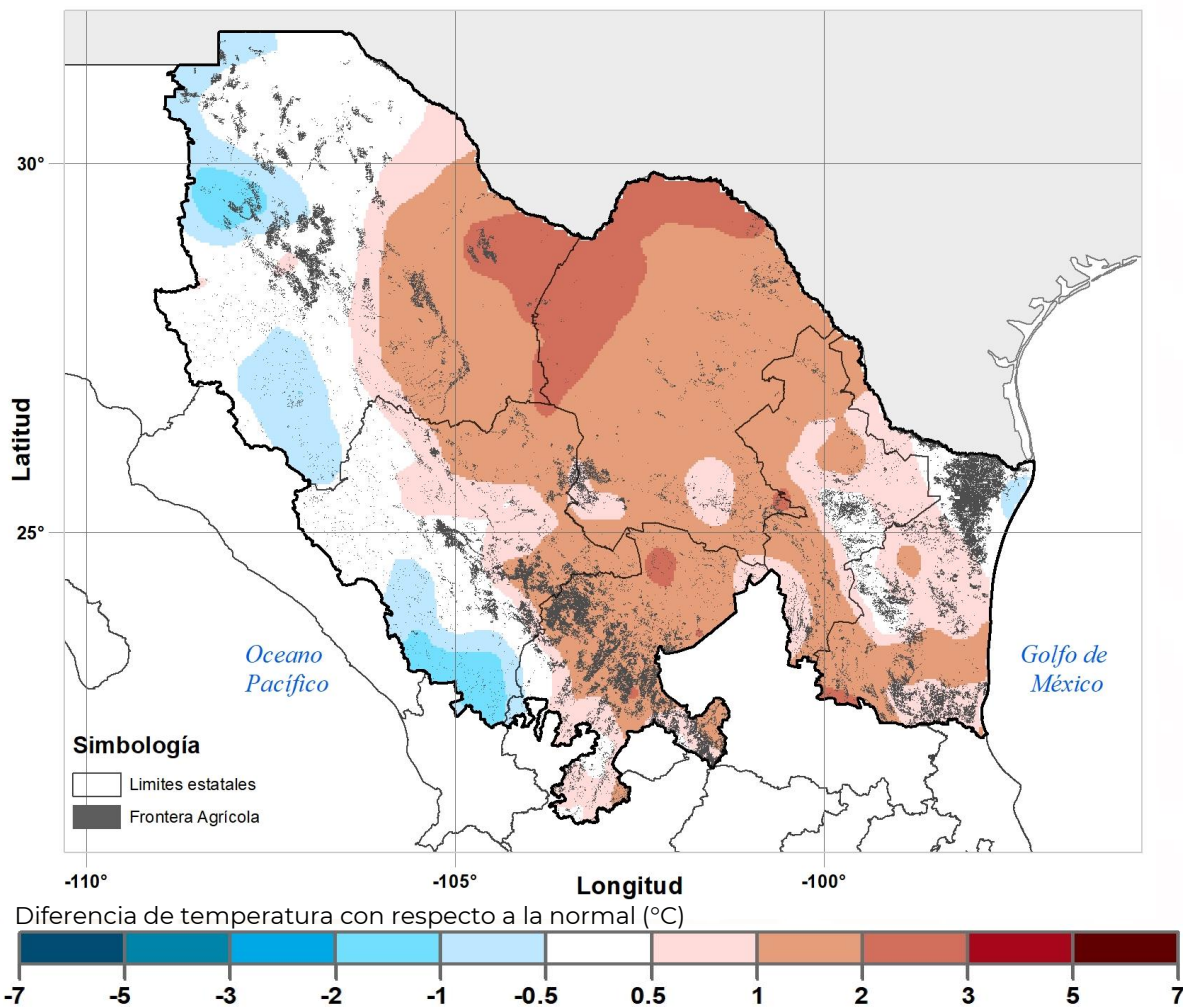 30°
Latitud
25°
Oceano
Pacífico
Golfo de
México
Simbología
Limites estatales
Frontera Agrícola
-110°
-105°
Longitud
-100°
Diferencia de temperatura con respecto a la normal (°C)
-7 -5 -3 -2 -1 -0.5 0.5 1 2 3 5 7